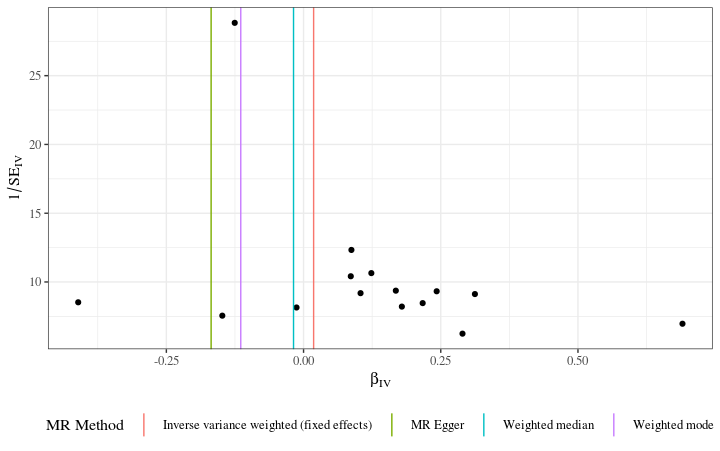 25
20
15
10
1/SE_IV
-0.25
0.00
0.25
0.50
β_IV
MR Method
Inverse variance weighted (fixed effects)
MR Egger
Weighted median
Weighted mode